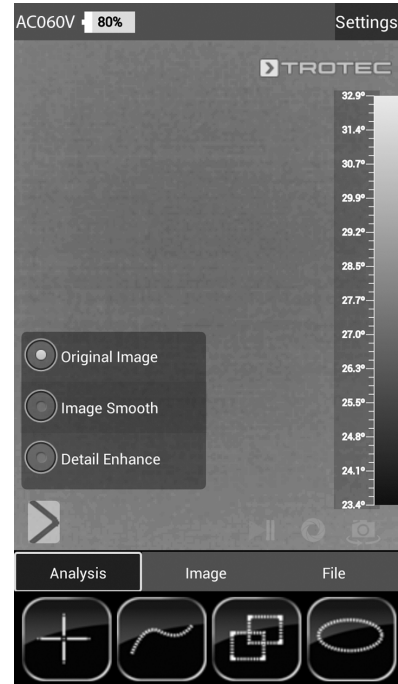 AC060V 80% Settings
TROTEC
32.9°
31.4°
30.7°
29.9°
29.2°
28.5°
27.7°
27.0°
26.3°
25.5°
24.8°
24.1°
23.4°
Original Image
Image Smooth
Detail Enhance
Analysis Image File